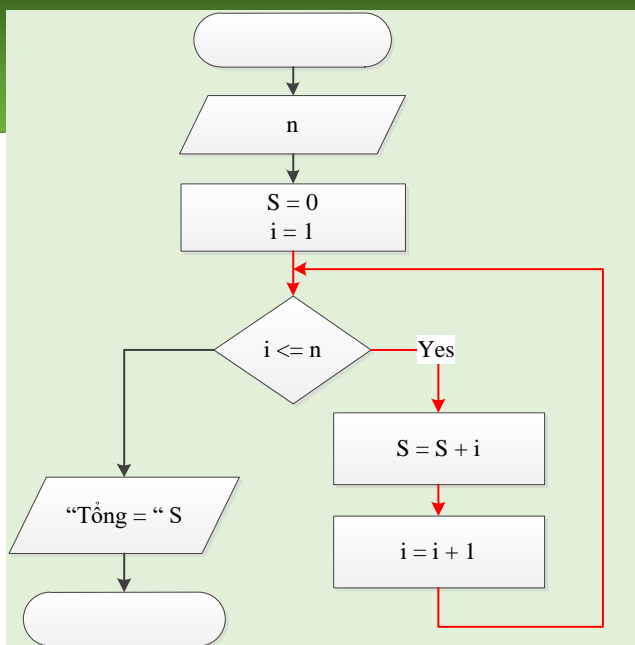 n
S = 0
i = 1
i <= n
Yes
S = S + i
i = i + 1
“Tổng = “ S